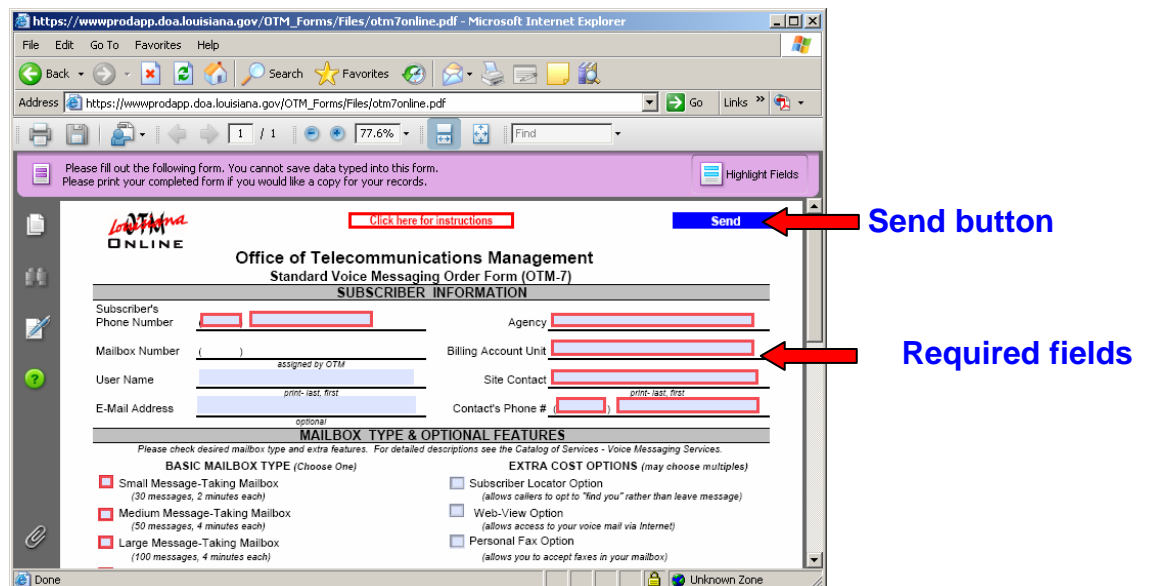 https://wwwprodapp.doa.louisiana.gov/OTM_Forms/Files/otm7online.pdf - Microsoft Internet Explorer
File Edit Go To Favorites Help
Back Search Favorites
Address https://wwwprodapp.doa.louisiana.gov/OTM_Forms/Files/otm7online.pdf Go Links »
1 / 1 77.6% Find
Please fill out the following form. You cannot save data typed into this form.
Please print your completed form if you would like a copy for your records.
Highlight Fields
Louisiana OTM
ONLINE
Click here for instructions
Send
Send button
Office of Telecommunications Management
Standard Voice Messaging Order Form (OTM-7)
SUBSCRIBER INFORMATION
Subscriber's
Phone Number ( ) Agency
Mailbox Number ( ) Billing Account Unit
Required fields
assigned by OTM
User Name Site Contact
print- last, first print- last, first
E-Mail Address Contact's Phone # ( )
optional
MAILBOX TYPE & OPTIONAL FEATURES
Please check desired mailbox type and extra features. For detailed descriptions see the Catalog of Services - Voice Messaging Services.
BASIC MAILBOX TYPE (Choose One) EXTRA COST OPTIONS (may choose multiples)
Small Message-Taking Mailbox Subscriber Locator Option
(30 messages, 2 minutes each) (allows callers to opt to "find you" rather than leave message)
Medium Message-Taking Mailbox Web-View Option
(50 messages, 4 minutes each) (allows access to your voice mail via Internet)
Large Message-Taking Mailbox Personal Fax Option
(100 messages, 4 minutes each) (allows you to accept faxes in your mailbox)
Done Unknown Zone